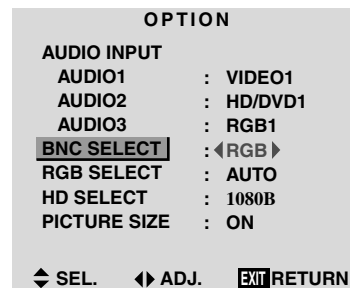 OPTION
AUDIO INPUT
AUDIO1 : VIDEO1
AUDIO2 : HD/DVD1
AUDIO3 : RGB1
BNC SELECT : RGB
RGB SELECT : AUTO
HD SELECT : 1080B
PICTURE SIZE : ON
SEL. ADJ. EXIT RETURN